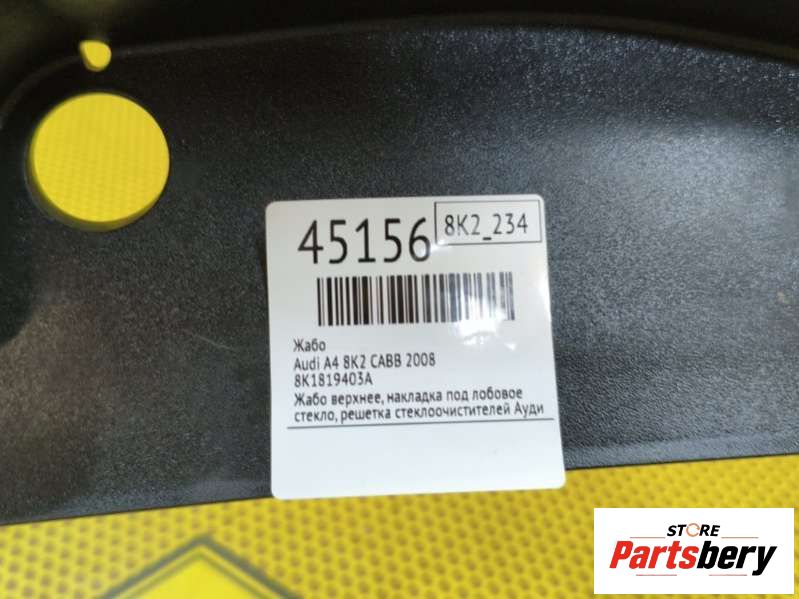 45156
8K2_234
Жабо
Audi A4 8K2 CABB 2008
8K1819403A
Жабо верхнее, накладка под лобовое
стекло, решетка стеклоочистителей Ауди
STORE
Partsbery